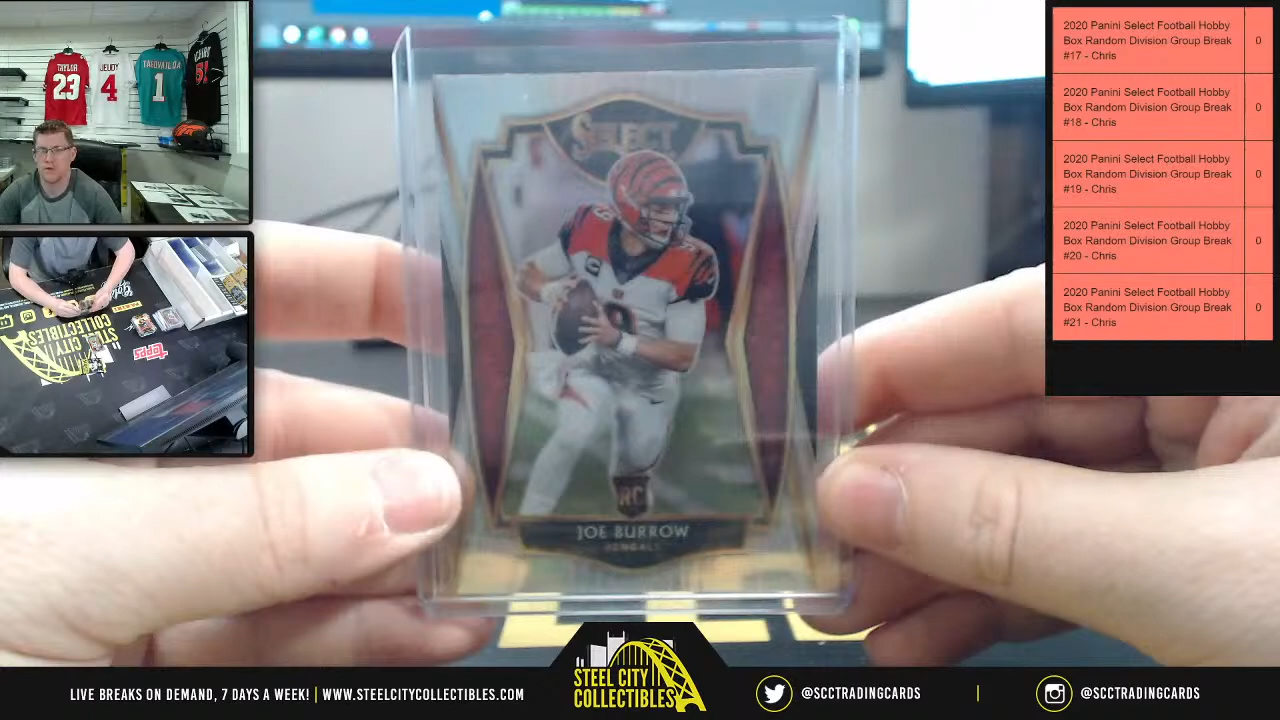 TAYLOR
23
JEUDY
4
TAGOVAILOA
1
SELECT
RC
JOE BURROW
BENGALS
STEEL CITY
COLLECTIBLES
Topps
2020 Panini Select Football Hobby
Box Random Division Group Break
#17 - Chris
0
2020 Panini Select Football Hobby
Box Random Division Group Break
#18 - Chris
0
2020 Panini Select Football Hobby
Box Random Division Group Break
#19 - Chris
0
2020 Panini Select Football Hobby
Box Random Division Group Break
#20 - Chris
0
2020 Panini Select Football Hobby
Box Random Division Group Break
#21 - Chris
0
LIVE BREAKS ON DEMAND, 7 DAYS A WEEK! | WWW.STEELCITYCOLLECTIBLES.COM
STEEL CITY
COLLECTIBLES
@SCCTRADINGCARDS | @SCCTRADINGCARDS